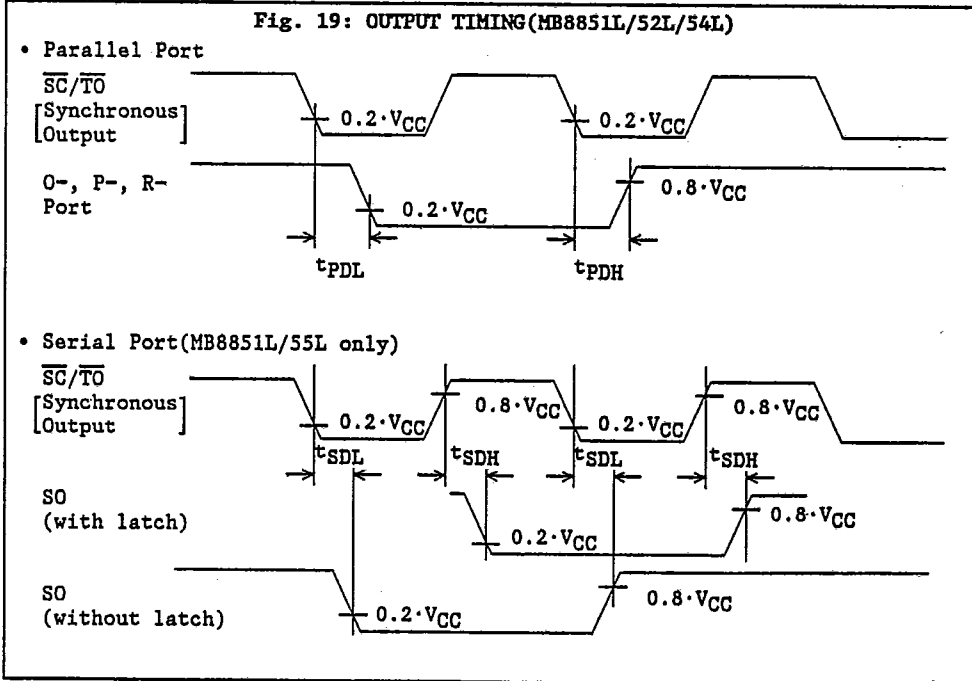 Fig. 19: OUTPUT TIMING(MB8851L/52L/54L)
• Parallel Port
SC/TO
[Synchronous Output]
0.2·VCC
0.2·VCC
O-, P-, R-
Port
0.2·VCC
0.8·VCC
tPDL
tPDH
• Serial Port(MB8851L/55L only)
SC/TO
[Synchronous Output]
0.2·VCC
0.8·VCC
0.2·VCC
0.8·VCC
tSDL
tSDH
tSDL
tSDH
SO
(with latch)
0.2·VCC
0.8·VCC
SO
(without latch)
0.2·VCC
0.8·VCC